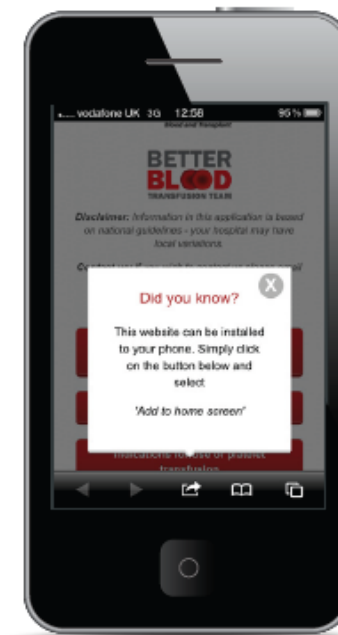 vodafone UK 3G 12:58 95%
Blood and Transplant
BETTER
BLOOD
TRANSFUSION TEAM
Disclaimer: Information in this application is based
on national guidelines - your hospital may have
local variations.
Did you know?
X
This website can be installed
to your phone. Simply click
on the button below and
select
'Add to home screen'
Indications for use of platelet
transfusion